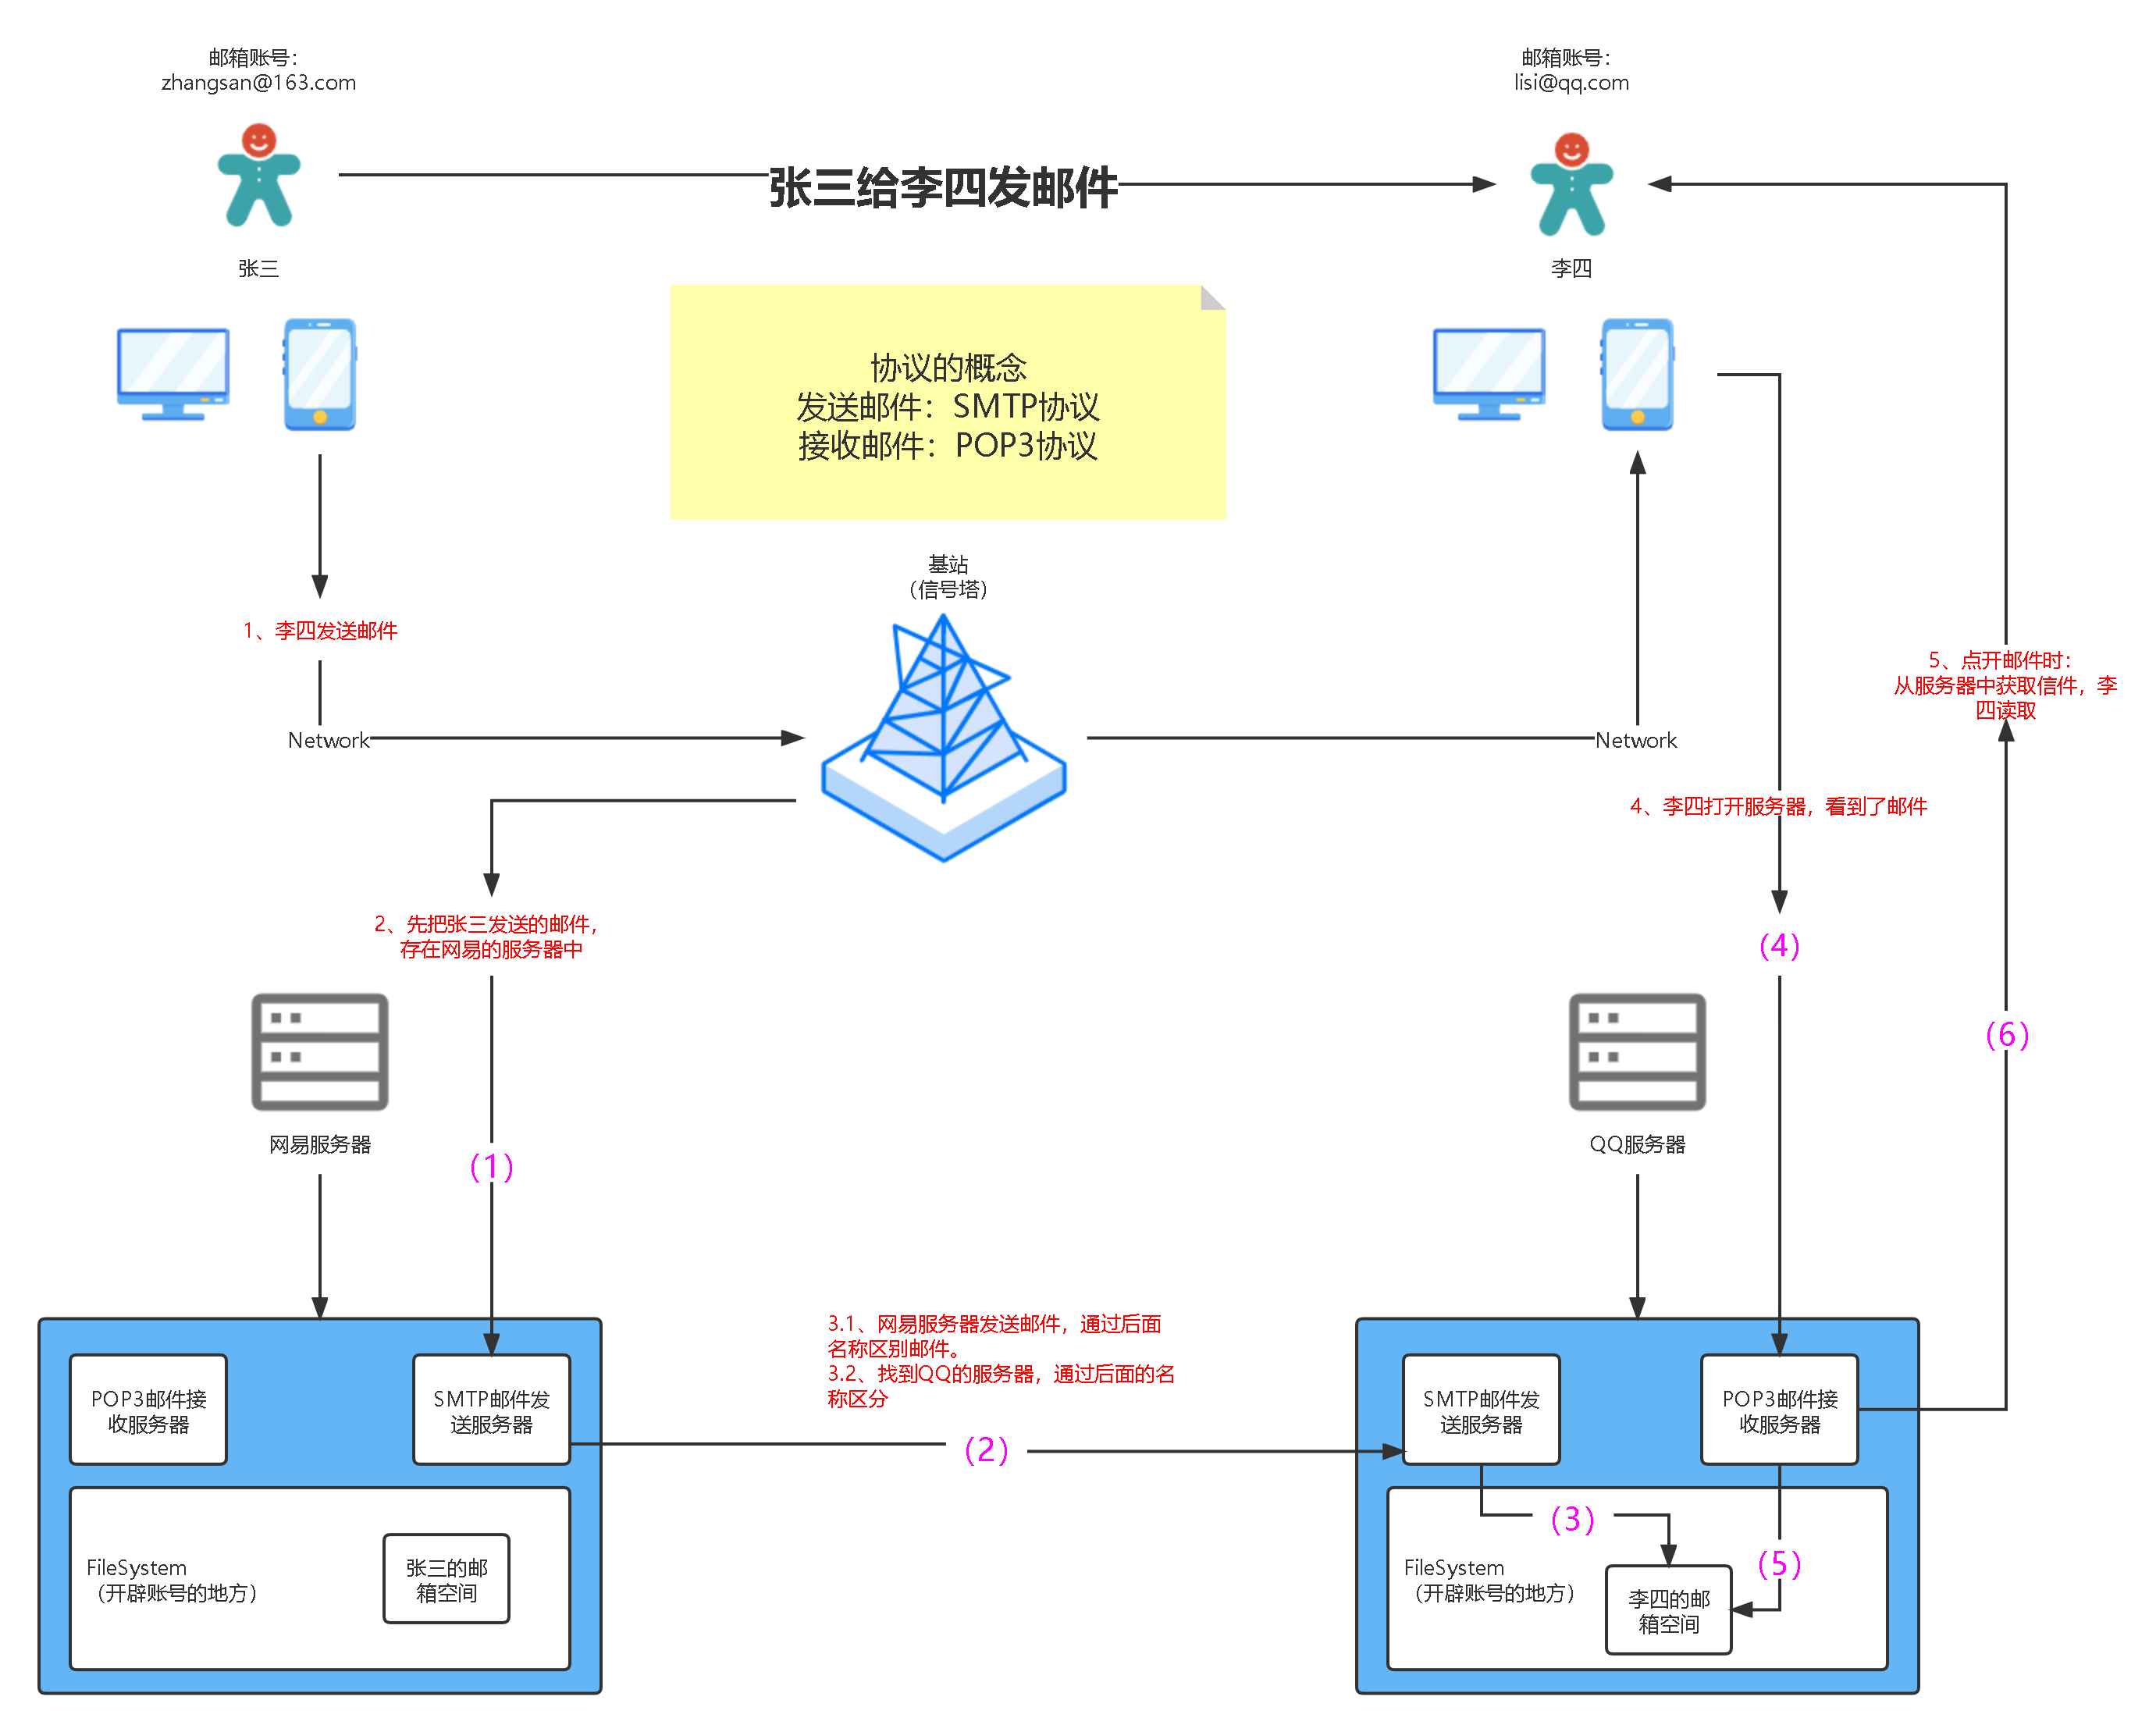 邮箱账号：
zhangsan@163.com
邮箱账号：
lisi@qq.com
张三给李四发邮件
张三
李四
协议的概念
发送邮件：SMTP协议
接收邮件：POP3协议
基站
（信号塔）
1、李四发送邮件
Network
Network
5、点开邮件时：
从服务器中获取信件，李
四读取
4、李四打开服务器，看到了邮件
2、先把张三发送的邮件，
存在网易的服务器中
（4）
（6）
网易服务器
QQ服务器
（1）
3.1、网易服务器发送邮件，通过后面
名称区别邮件。
3.2、找到QQ的服务器，通过后面的名
称区分
POP3邮件接
收服务器
SMTP邮件发
送服务器
（2）
SMTP邮件发
送服务器
POP3邮件接
收服务器
（3）
（5）
FileSystem
（开辟账号的地方）
张三的邮
箱空间
FileSystem
（开辟账号的地方）
李四的邮
箱空间